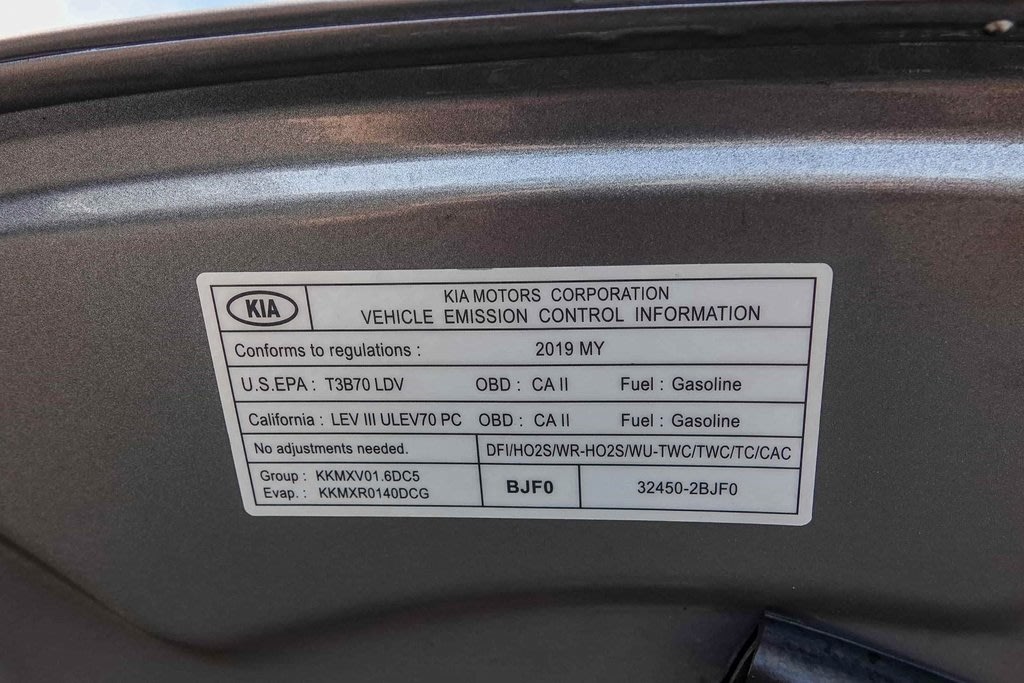 KIA
KIA MOTORS CORPORATION
VEHICLE EMISSION CONTROL INFORMATION
Conforms to regulations : 2019 MY
U.S.EPA : T3B70 LDV OBD : CA II Fuel : Gasoline
California : LEV III ULEV70 PC OBD : CA II Fuel : Gasoline
No adjustments needed. DFI/HO2S/WR-HO2S/WU-TWC/TWC/TC/CAC
Group : KKMXV01.6DC5
Evap. : KKMXR0140DCG
BJF0 32450-2BJF0